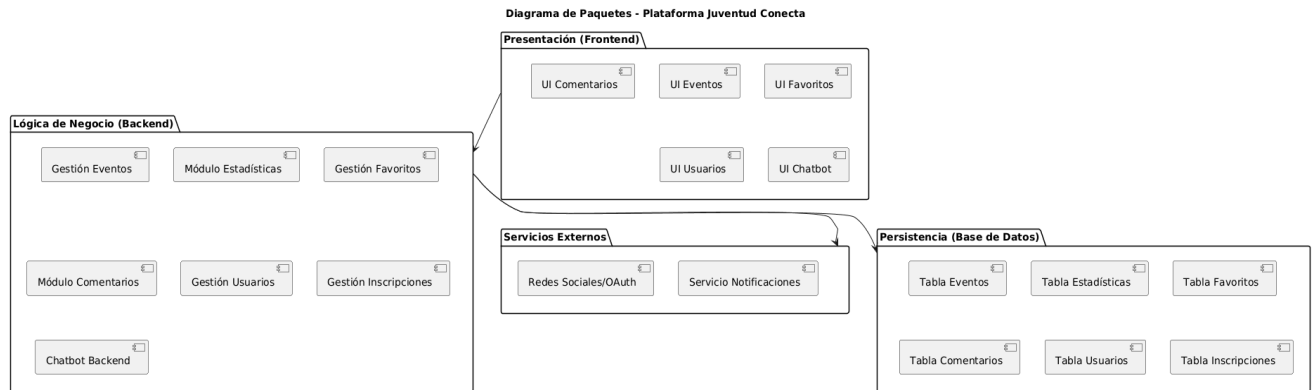 Diagrama de Paquetes - Plataforma Juventud Conecta
Presentación (Frontend)
UI Comentarios
UI Eventos
UI Favoritos
UI Usuarios
UI Chatbot
Lógica de Negocio (Backend)
Gestión Eventos
Módulo Estadísticas
Gestión Favoritos
Módulo Comentarios
Gestión Usuarios
Gestión Inscripciones
Chatbot Backend
Servicios Externos
Redes Sociales/OAuth
Servicio Notificaciones
Persistencia (Base de Datos)
Tabla Eventos
Tabla Estadísticas
Tabla Favoritos
Tabla Comentarios
Tabla Usuarios
Tabla Inscripciones